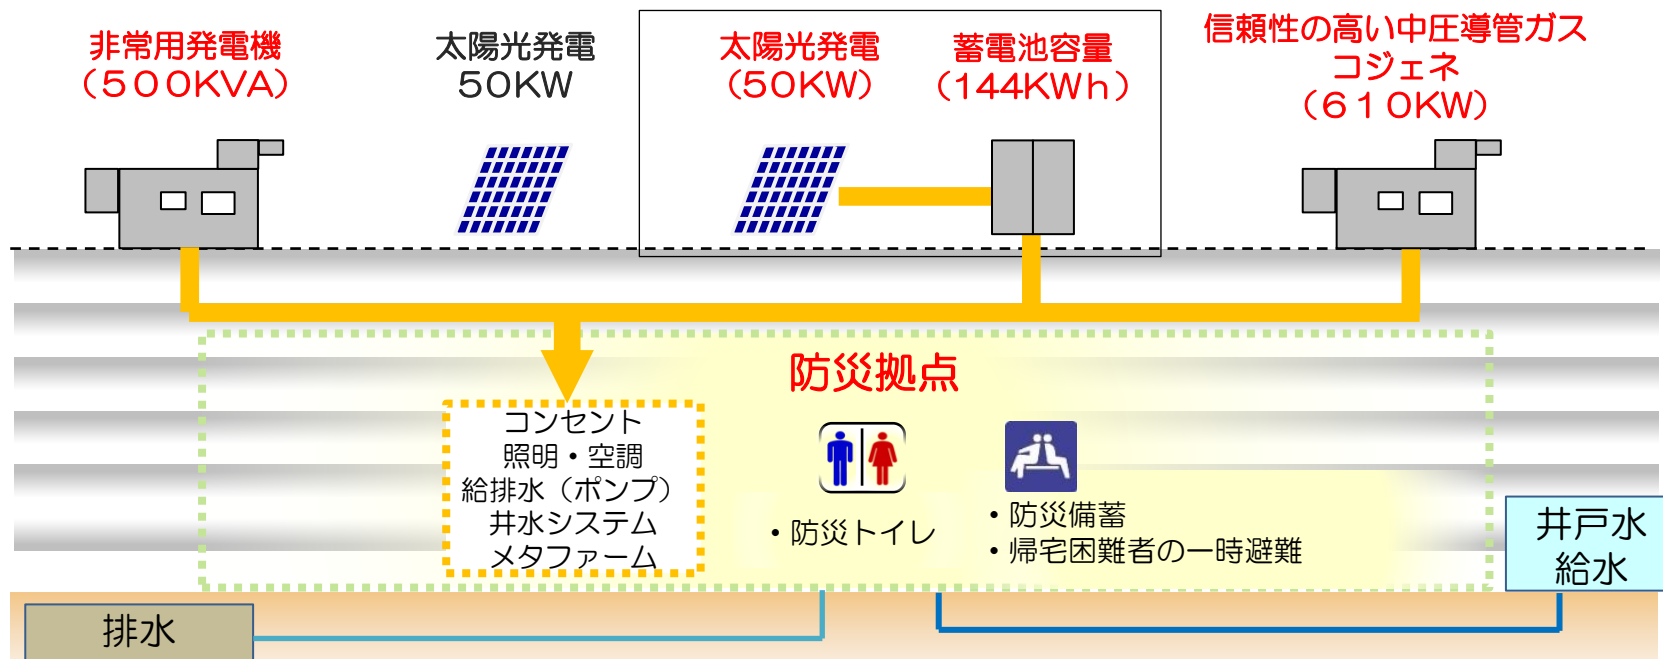 非常用発電機
（５００KVA）
太陽光発電
50KW
太陽光発電
（50KW）
蓄電池容量
（144KWｈ）
信頼性の高い中圧導管ガス
コジェネ
（６１０KW）
防災拠点
コンセント
照明・空調
給排水（ポンプ）
井水システム
メタファーム
・防災トイレ
・防災備蓄
・帰宅困難者の一時避難
井戸水
給水
排水